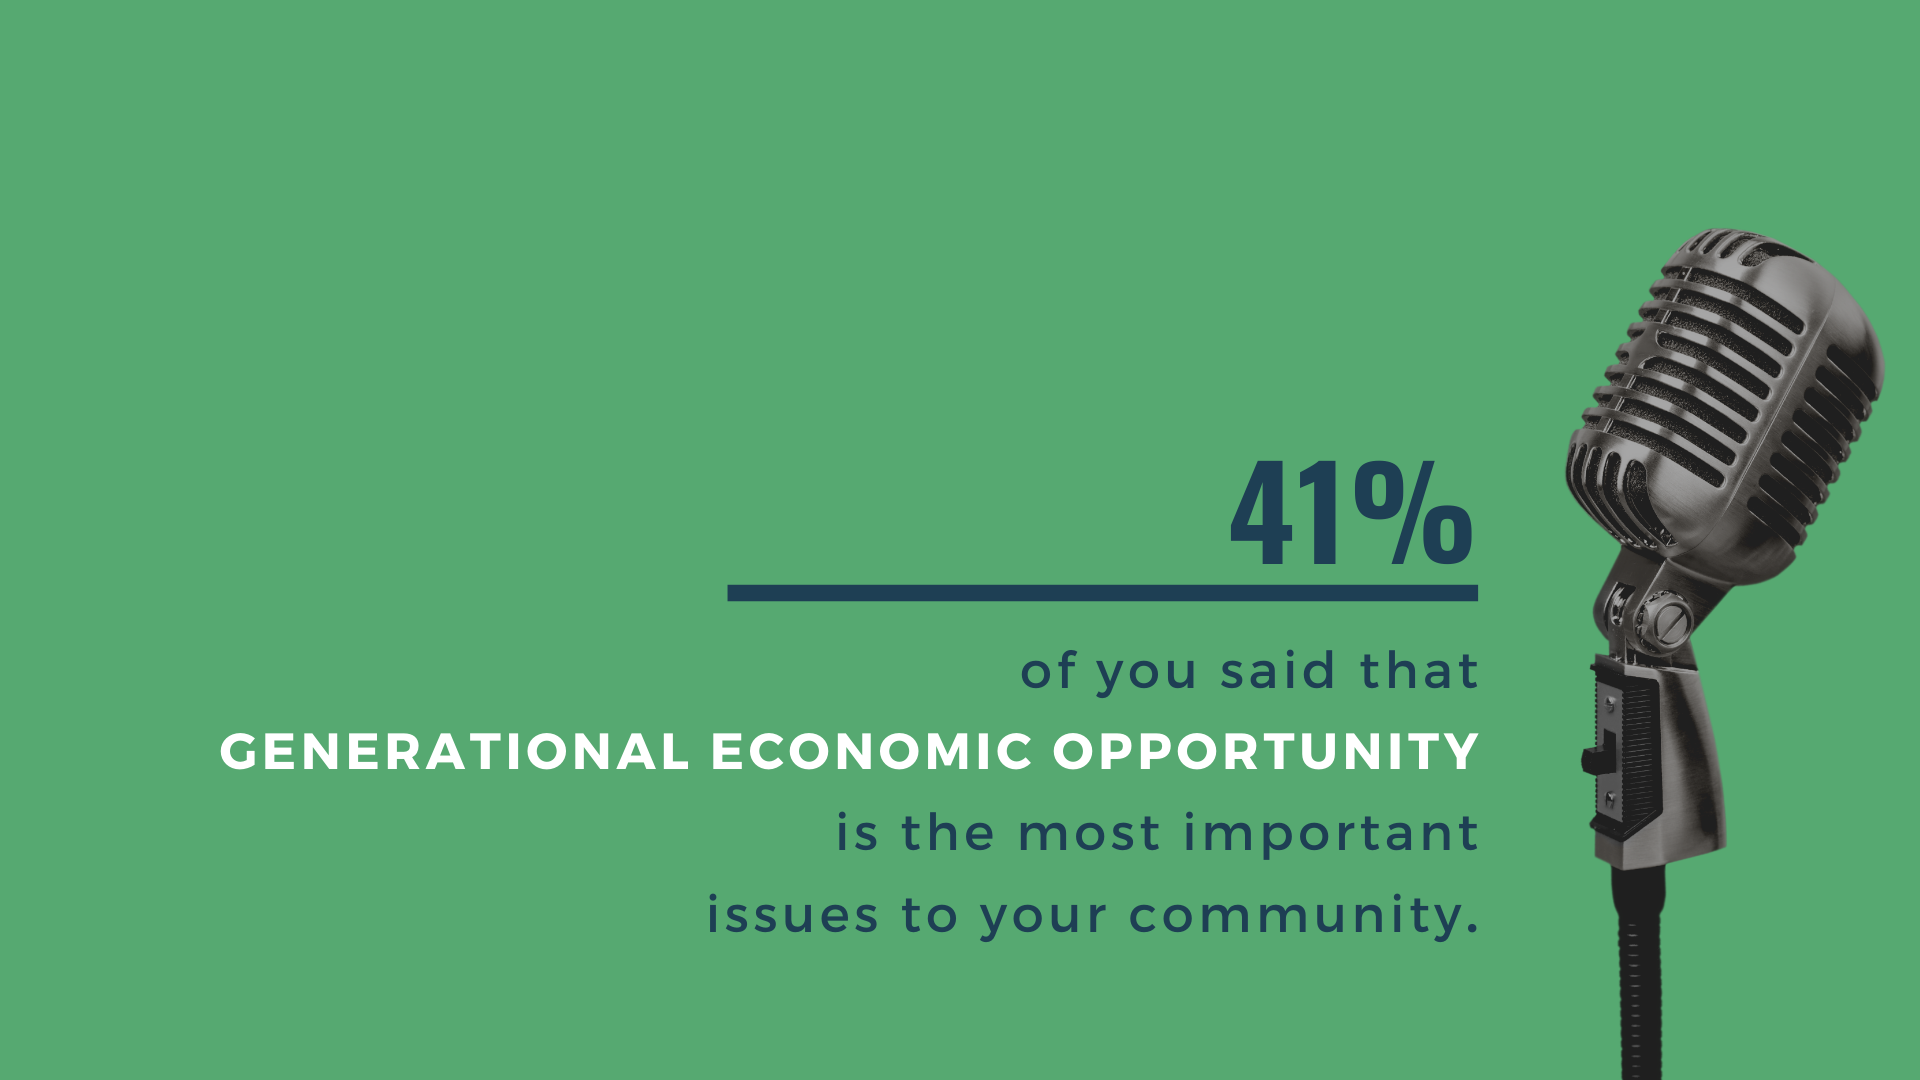 41%
of you said that
GENERATIONAL ECONOMIC OPPORTUNITY
is the most important
issues to your community.